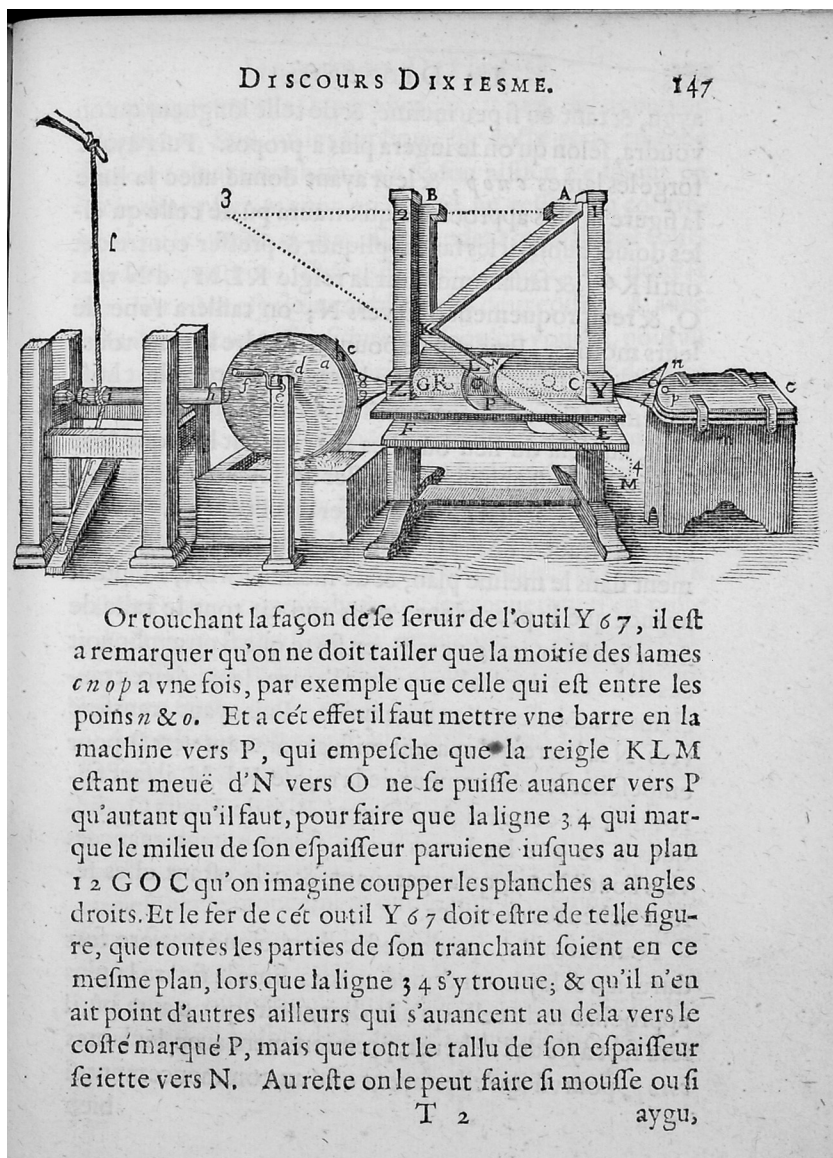 DISCOURS DIXIESME. 147
3 B A
2 1
ſ
K
b c
d a
f e
k l h
8 Z G R L N O Q C Y 6 n
P
7 o p c
F E
4
M
Or touchant la façon de ſe ſeruir de l'outil Y 6 7, il eſt
a remarquer qu'on ne doit tailler que la moitie des lames
c n o p a vne fois, par exemple que celle qui eſt entre les
poins n & o. Et a cét effet il faut mettre vne barre en la
machine vers P, qui empeſche que la reigle KLM
eſtant meuë d'N vers O ne ſe puiſſe auancer vers P
qu'autant qu'il faut, pour faire que la ligne 3 4 qui mar-
que le milieu de ſon eſpaiſſeur paruiene iuſques au plan
1 2 G O C qu'on imagine coupper les planches a angles
droits. Et le fer de cét outil Y 6 7 doit eſtre de telle figu-
re, que toutes les parties de ſon tranchant ſoient en ce
meſme plan, lors que la ligne 3 4 s'y trouue; & qu'il n'en
ait point d'autres ailleurs qui s'auancent au dela vers le
coſté marqué P, mais que tout le tallu de ſon eſpaiſſeur
ſe iette vers N. Au reſte on le peut faire ſi mouſſe ou ſi
T 2 aygu,